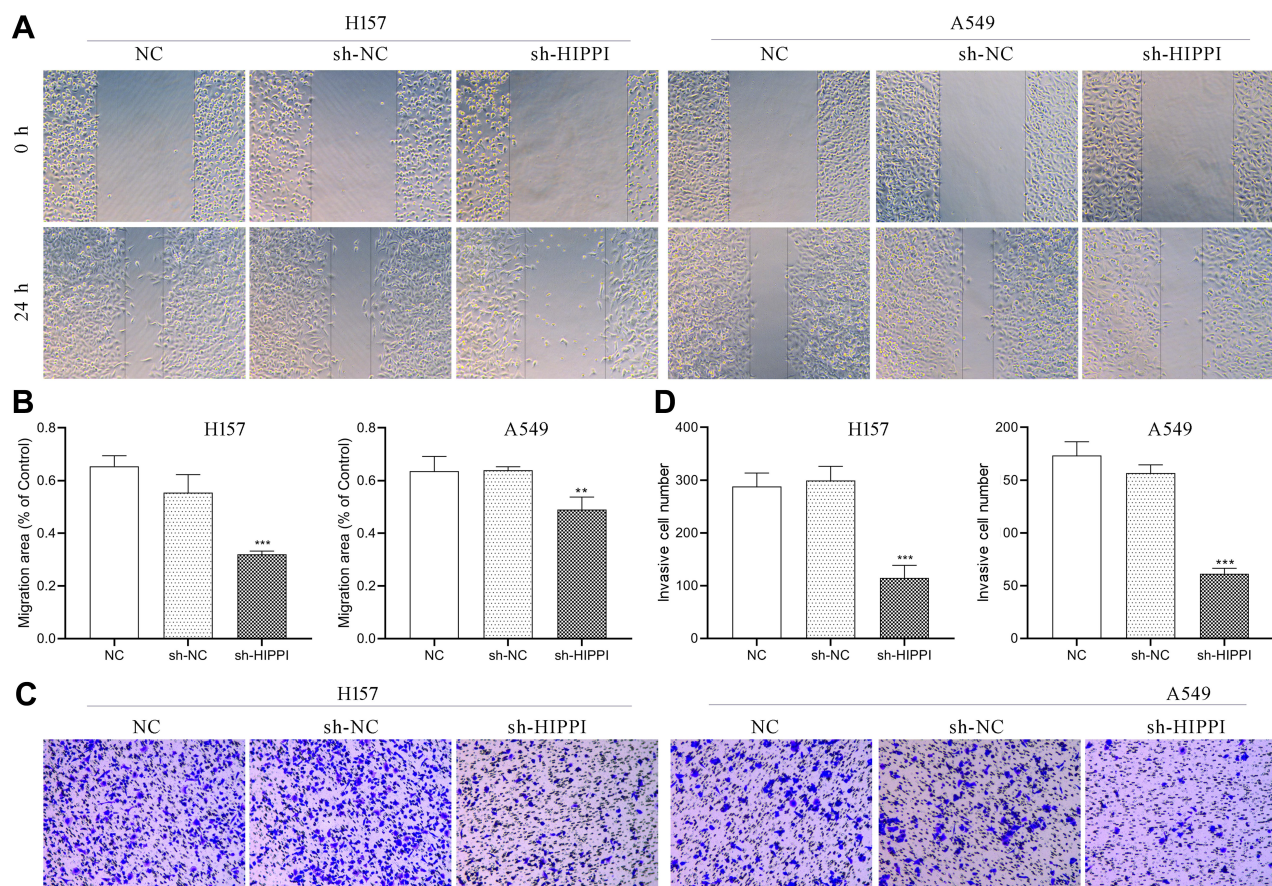 A
H157
A549
NC
sh-NC
sh-HIPPI
NC
sh-NC
sh-HIPPI
0 h
24 h
B
H157
Migration area (% of Control)
0.8
0.6
0.4
0.2
0.0
NC
sh-NC
sh-HIPPI
***
A549
Migration area (% of Control)
0.8
0.6
0.4
0.2
0.0
NC
sh-NC
sh-HIPPI
**
D
H157
Invasive cell number
400
300
200
100
0
NC
sh-NC
sh-HIPPI
***
A549
Invasive cell number
200
50
00
50
0
NC
sh-NC
sh-HIPPI
***
C
H157
A549
NC
sh-NC
sh-HIPPI
NC
sh-NC
sh-HIPPI